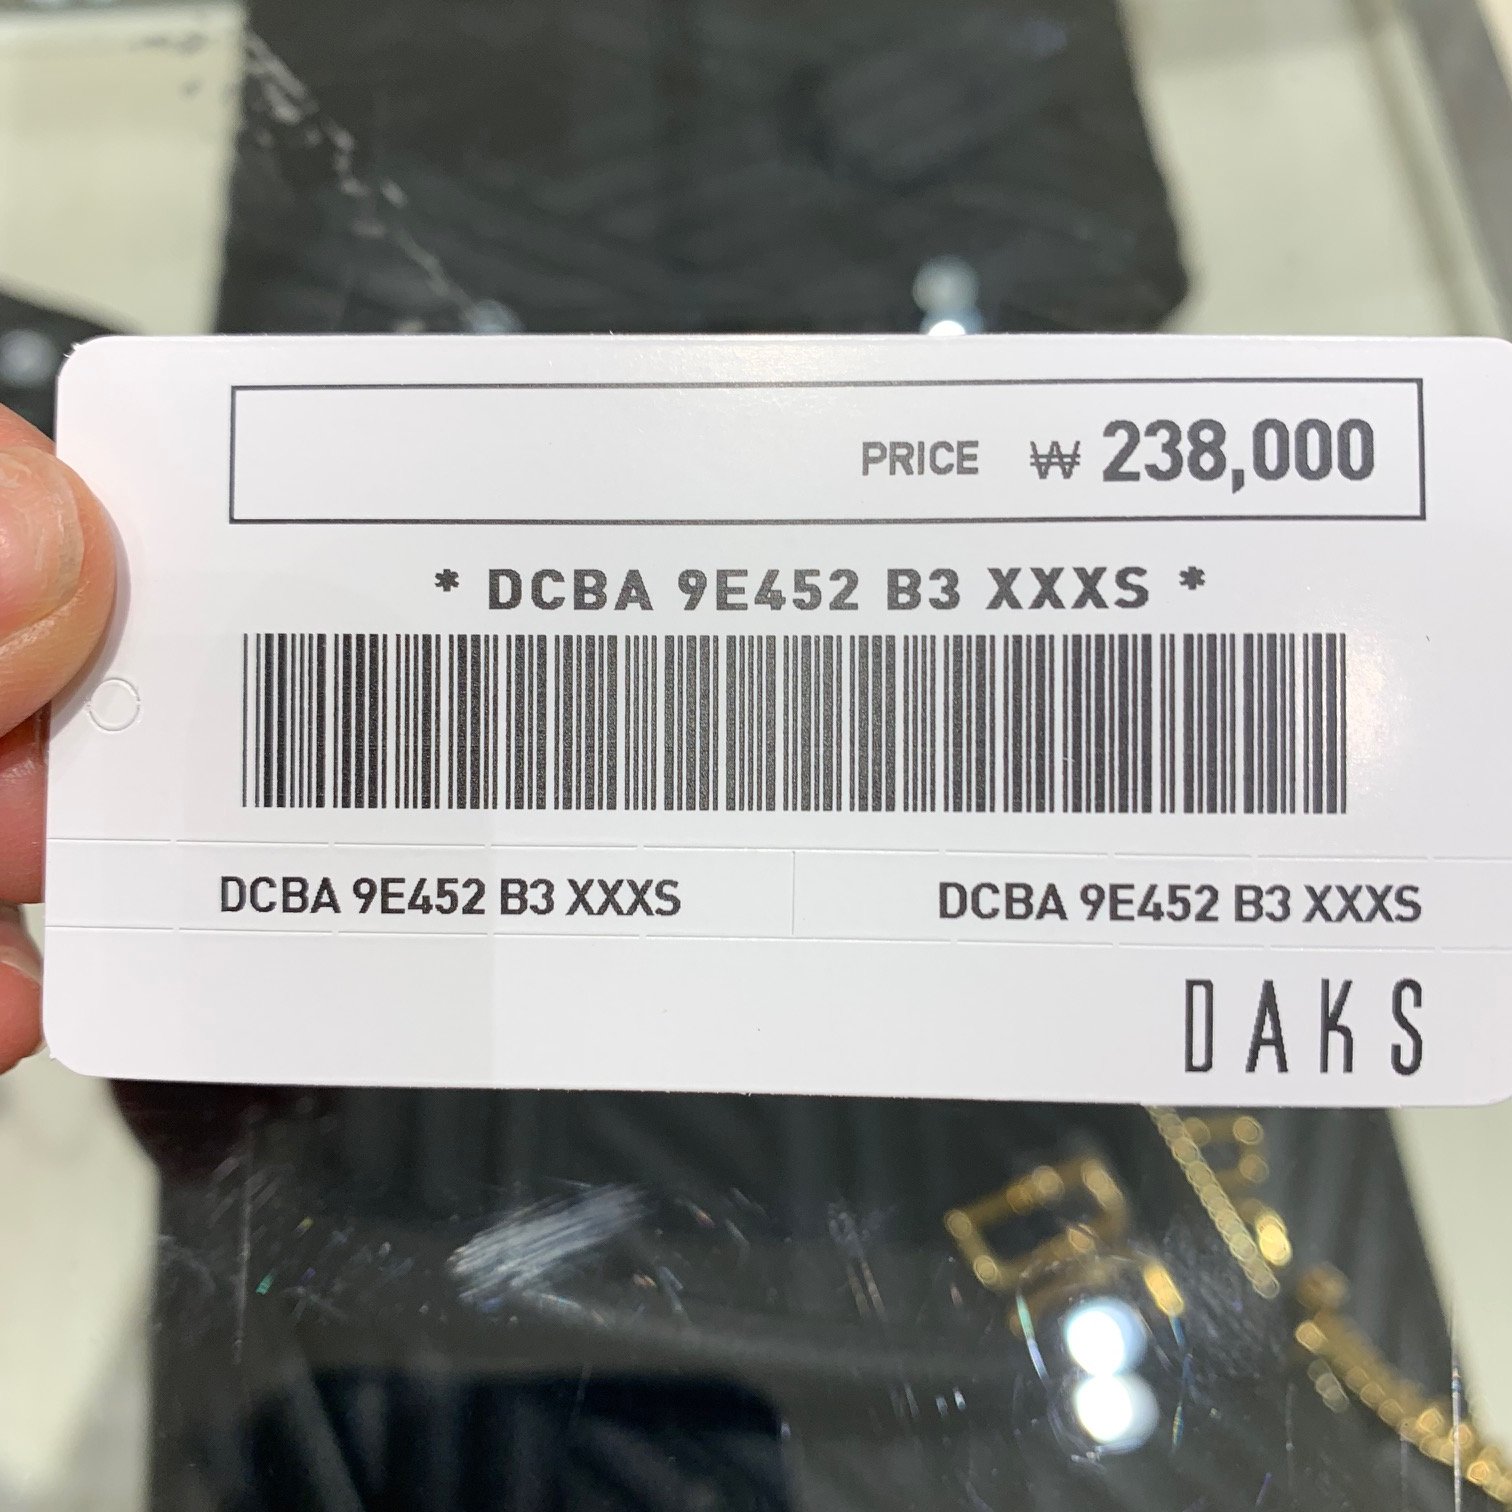 PRICE ₩ 238,000
* DCBA 9E452 B3 XXXS *
DCBA 9E452 B3 XXXS DCBA 9E452 B3 XXXS
DAKS